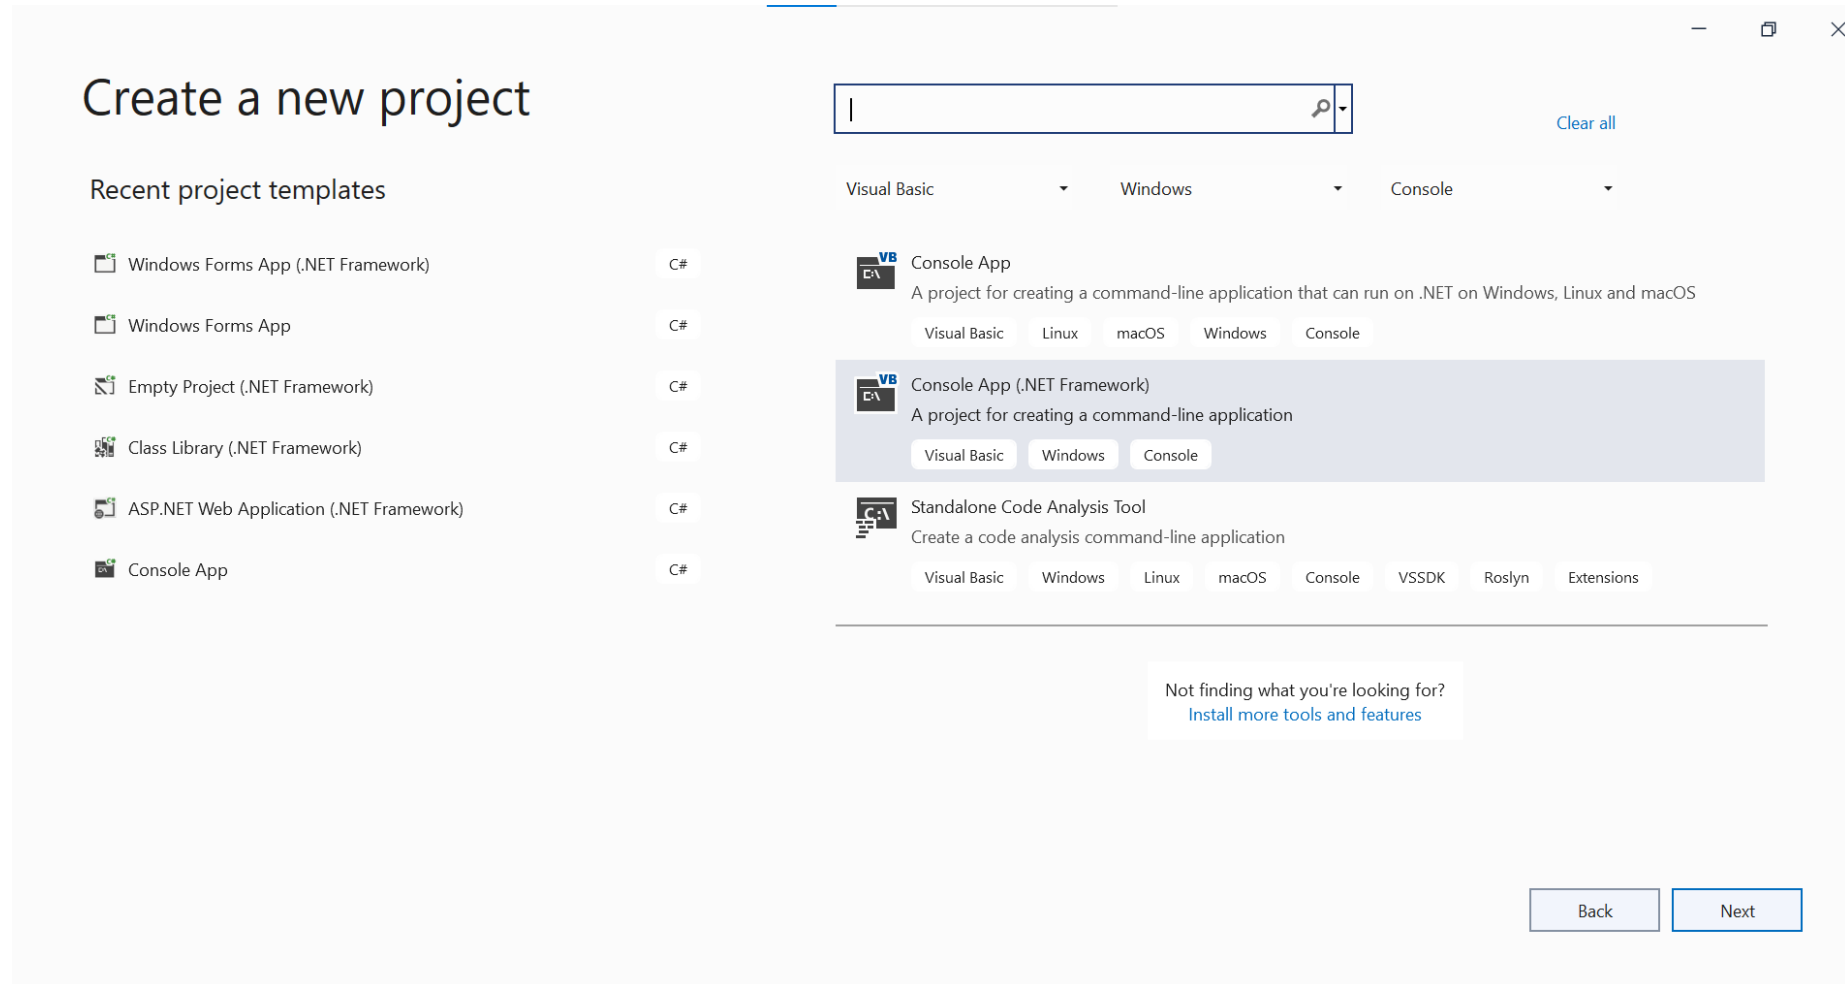 Create a new project
Clear all
Recent project templates
Visual Basic
Windows
Console
Windows Forms App (.NET Framework)
C#
Windows Forms App
C#
Empty Project (.NET Framework)
C#
Class Library (.NET Framework)
C#
ASP.NET Web Application (.NET Framework)
C#
Console App
C#
VB
C:\
Console App
A project for creating a command-line application that can run on .NET on Windows, Linux and macOS
Visual Basic Linux macOS Windows Console
VB
C:\
Console App (.NET Framework)
A project for creating a command-line application
Visual Basic Windows Console
C:\
Standalone Code Analysis Tool
Create a code analysis command-line application
Visual Basic Windows Linux macOS Console VSSDK Roslyn Extensions
Not finding what you're looking for?
Install more tools and features
Back
Next